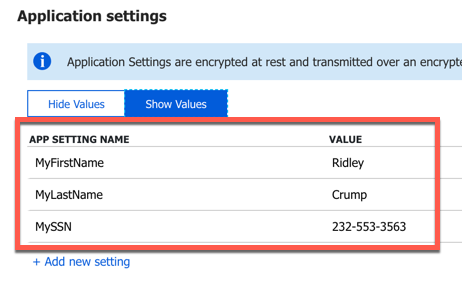 Application settings
i Application Settings are encrypted at rest and transmitted over an encrypte
Hide Values Show Values
APP SETTING NAME VALUE
MyFirstName Ridley
MyLastName Crump
MySSN 232-553-3563
+ Add new setting